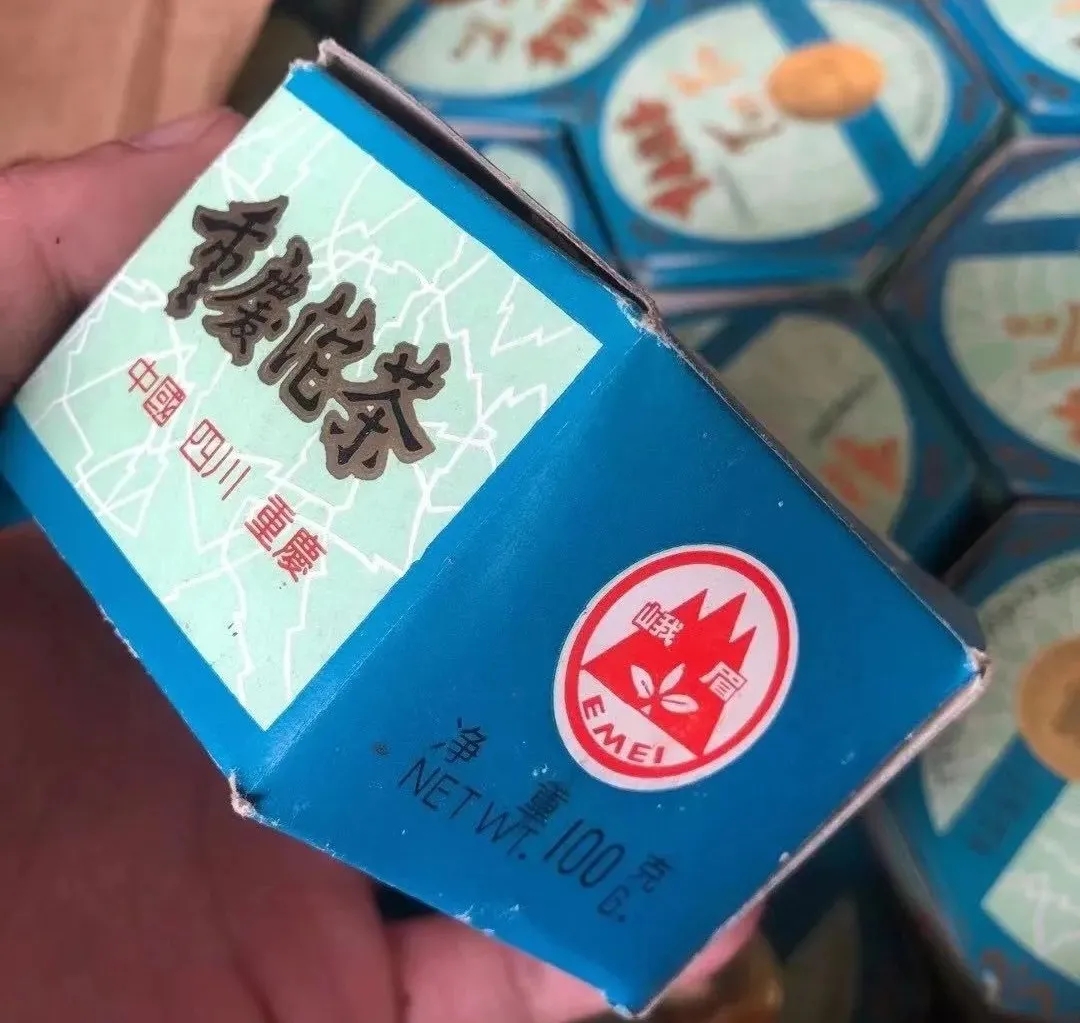 重慶沱茶
中國 四川 重慶
峨眉
EMEI
净 重 100 克
NET WT. G.